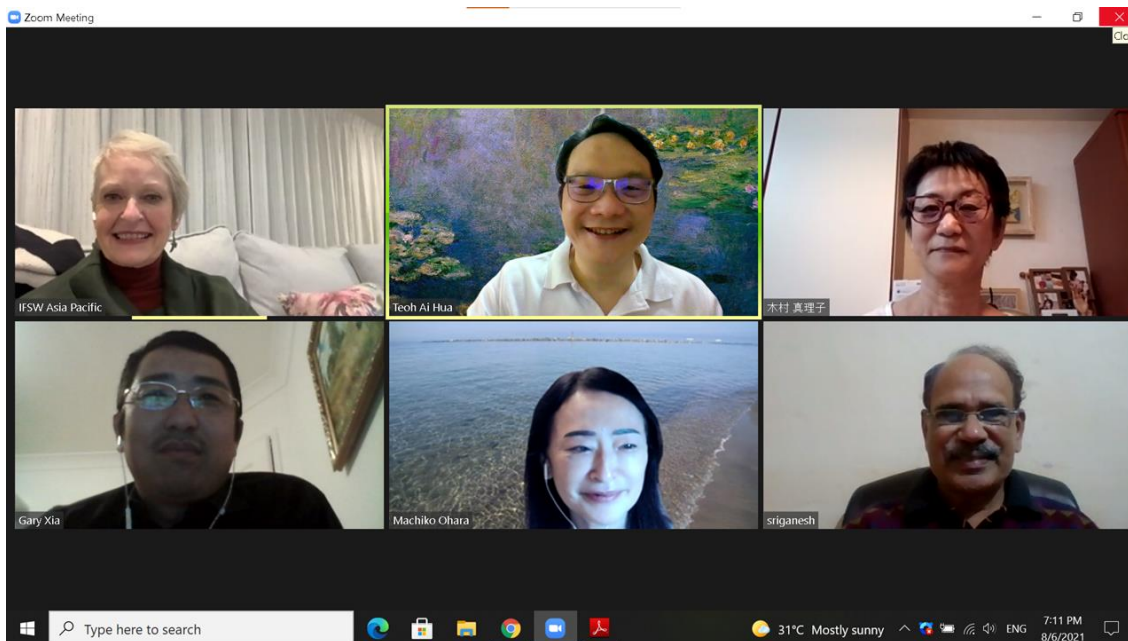 Zoom Meeting
Clo
IFSW Asia Pacific
Teoh Ai Hua
木村 真理子
Gary Xia
Machiko Ohara
sriganesh
Type here to search
31°C Mostly sunny
ENG
7:11 PM
8/6/2021